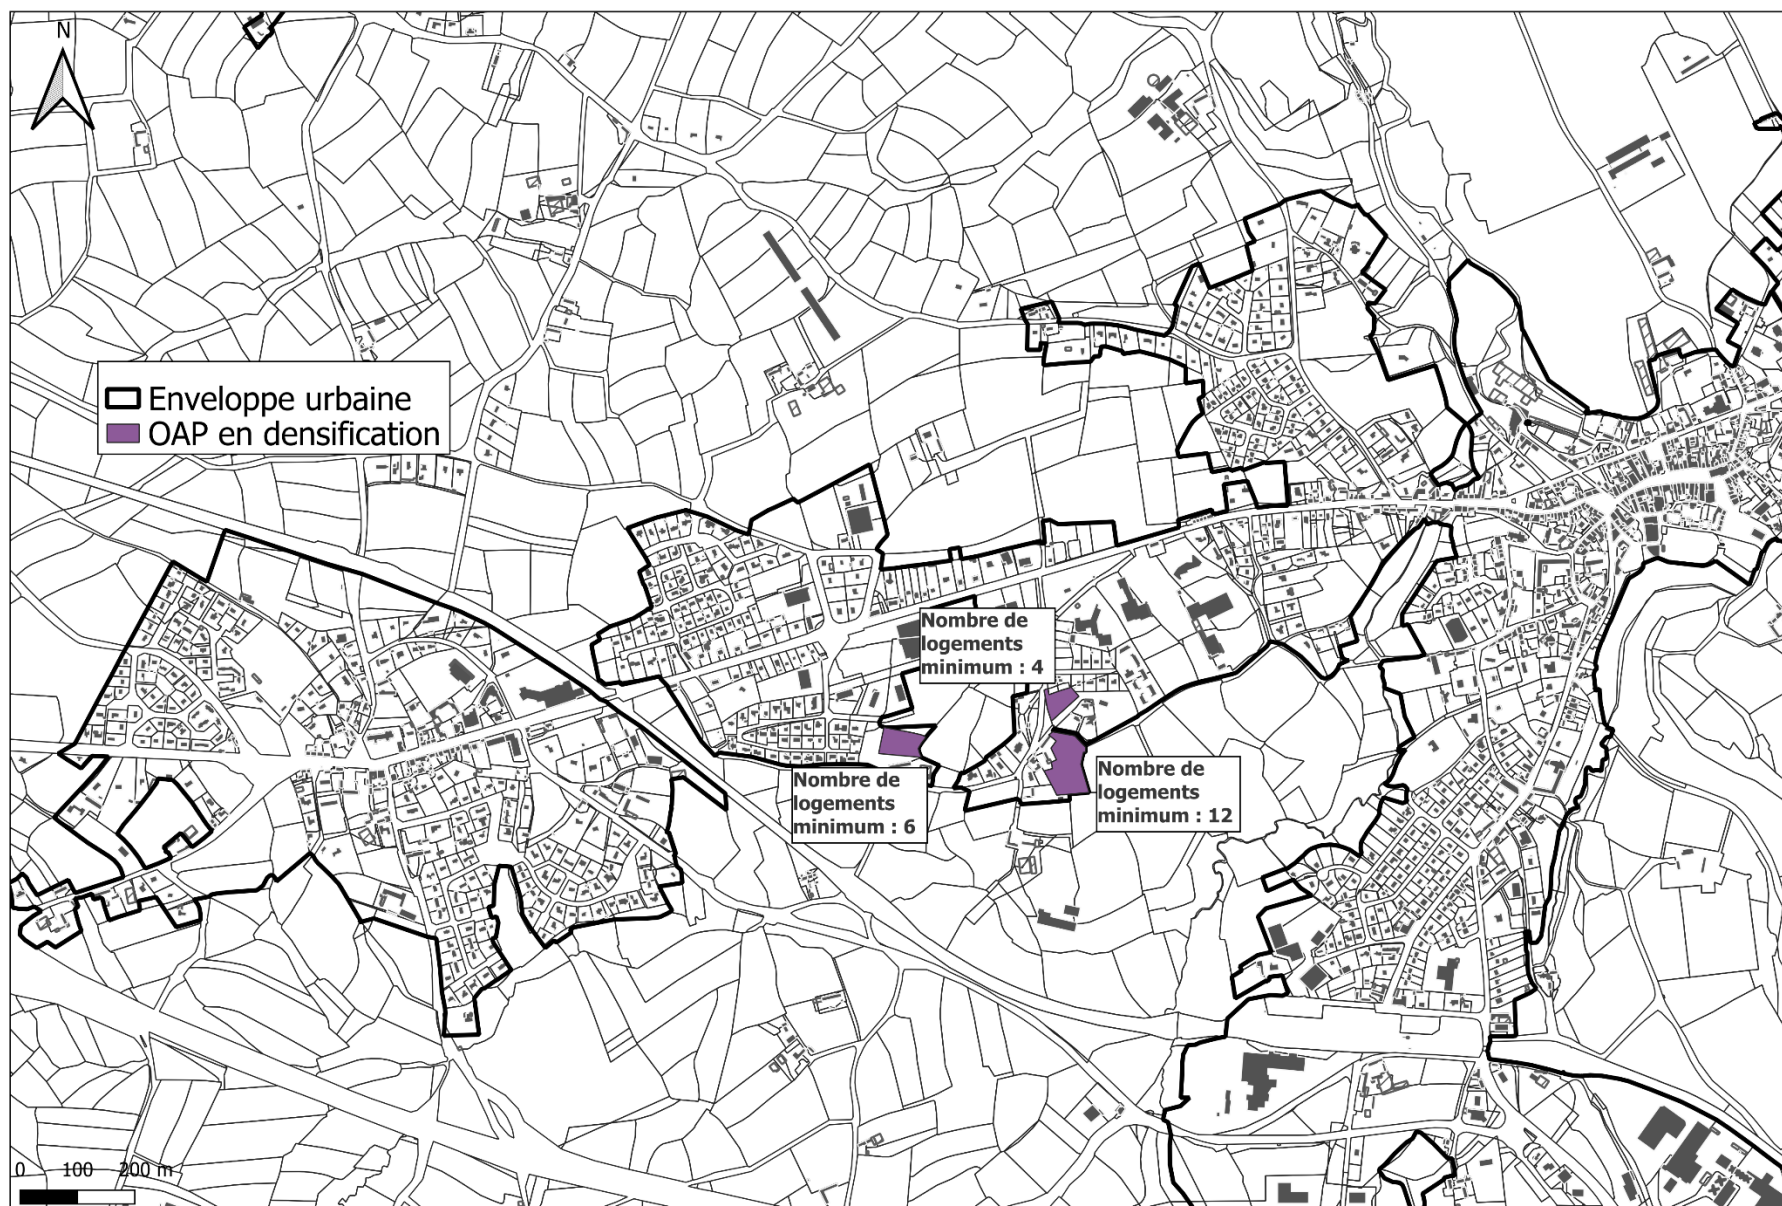 N
Enveloppe urbaine
OAP en densification
Nombre de
logements
minimum : 4
Nombre de
logements
minimum : 6
Nombre de
logements
minimum : 12
0 100 200 m